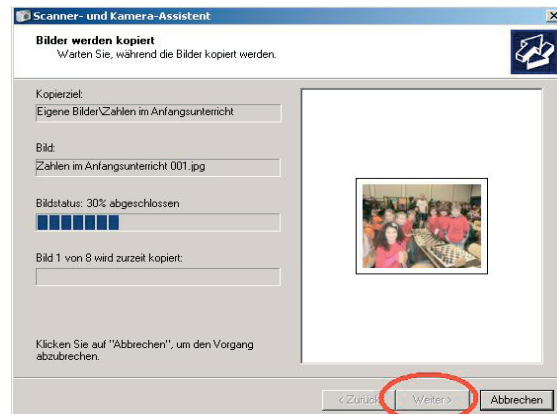 Scanner- und Kamera-Assistent
Bilder werden kopiert
Warten Sie, während die Bilder kopiert werden.
Kopierziel:
Eigene Bilder\Zahlen im Anfangsunterricht
Bild:
Zahlen im Anfangsunterricht 001.jpg
Bildstatus: 30% abgeschlossen
Bild 1 von 8 wird zurzeit kopiert:
Klicken Sie auf "Abbrechen", um den Vorgang
abzubrechen.
< Zurück
Weiter >
Abbrechen